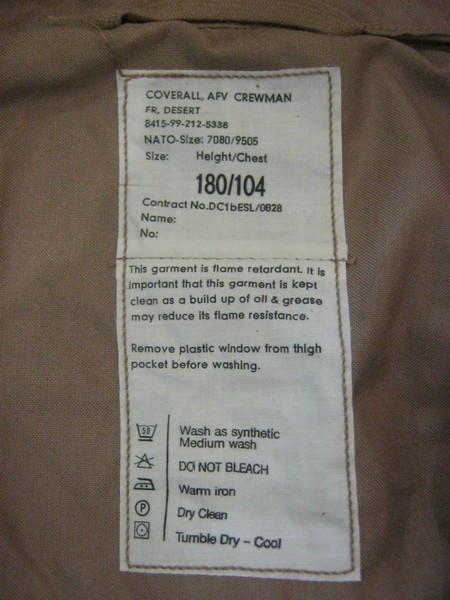 COVERALL, AFV CREWMAN
FR, DESERT
8415-99-212-5338
NATO-Size: 7080/9505
Size: Height/Chest
180/104
Contract No.DC1bESL/0828
Name:
No:
This garment is flame retardant. It is
important that this garment is kept
clean as a build up of oil & grease
may reduce its flame resistance.
Remove plastic window from thigh
pocket before washing.
50 Wash as synthetic
Medium wash
DO NOT BLEACH
Warm iron
P Dry Clean
Tumble Dry - Cool